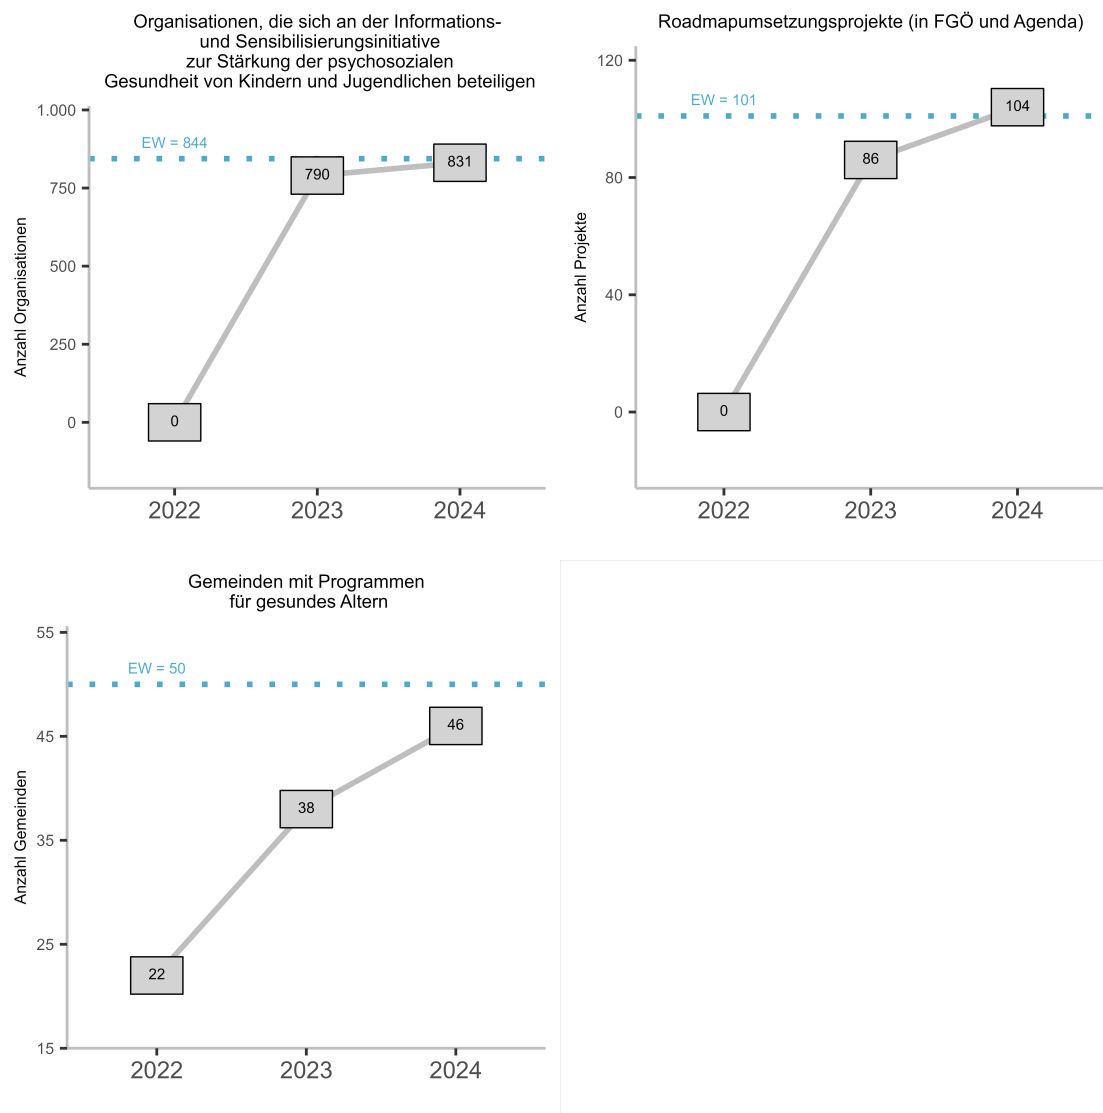 Organisationen, die sich an der Informations-
und Sensibilisierungsinitiative
zur Stärkung der psychosozialen
Gesundheit von Kindern und Jugendlichen beteiligen
Anzahl Organisationen
1.000
750
500
250
0
EW = 844
0
790
831
2022
2023
2024
Roadmapumsetzungsprojekte (in FGÖ und Agenda)
Anzahl Projekte
120
80
40
0
EW = 101
0
86
104
2022
2023
2024
Gemeinden mit Programmen
für gesundes Altern
Anzahl Gemeinden
55
45
35
25
15
EW = 50
22
38
46
2022
2023
2024